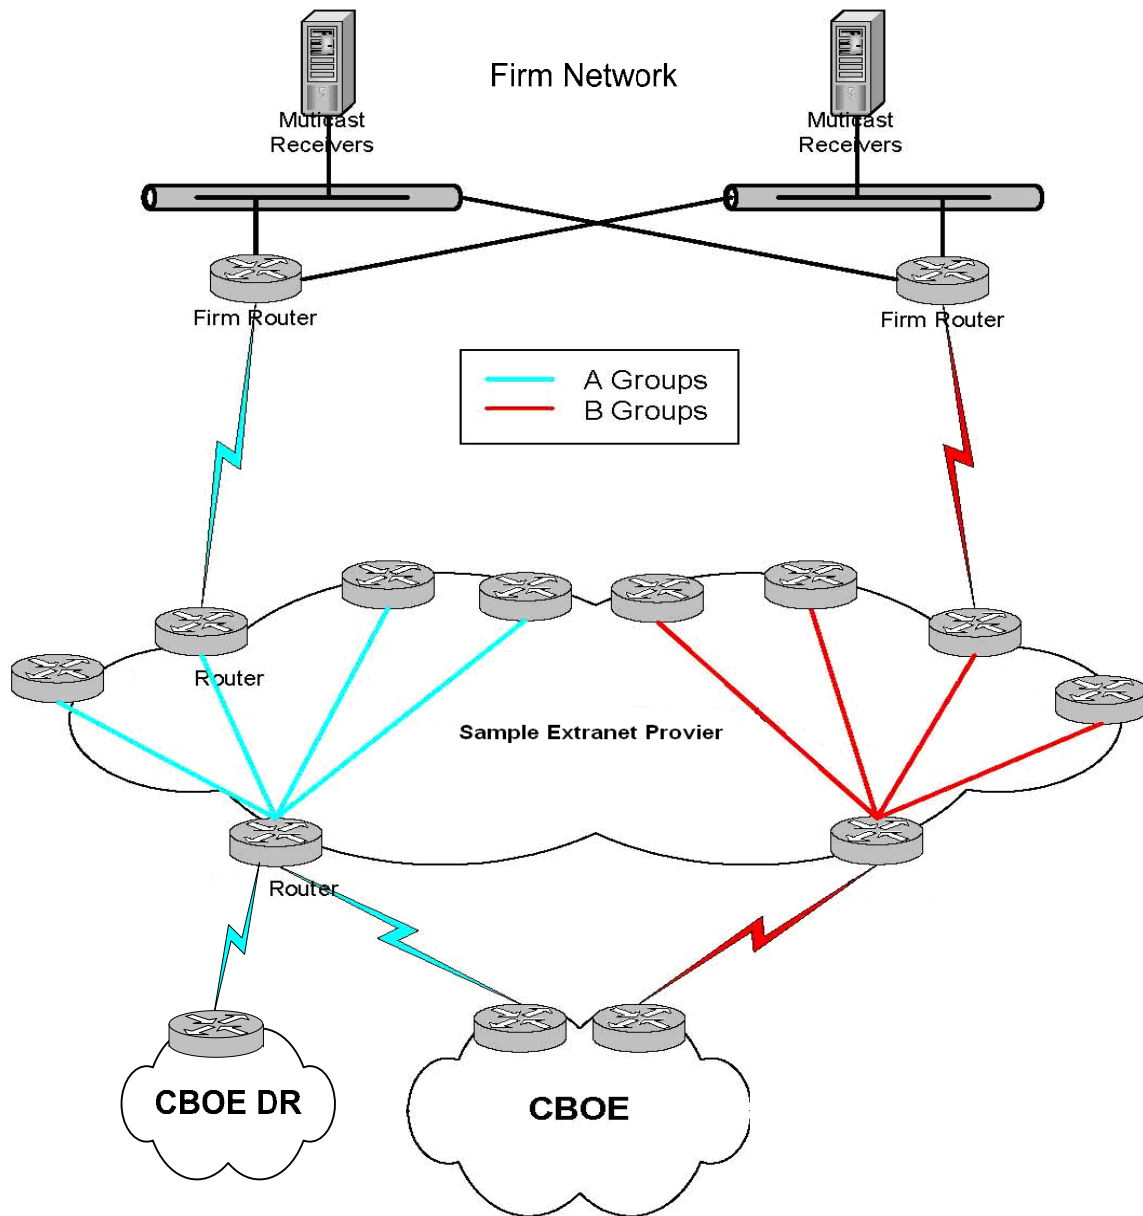 Firm Network
Muticast
Receivers
Muticast
Receivers
Firm Router
Firm Router
A Groups
B Groups
Router
Sample Extranet Provier
Router
CBOE DR
CBOE